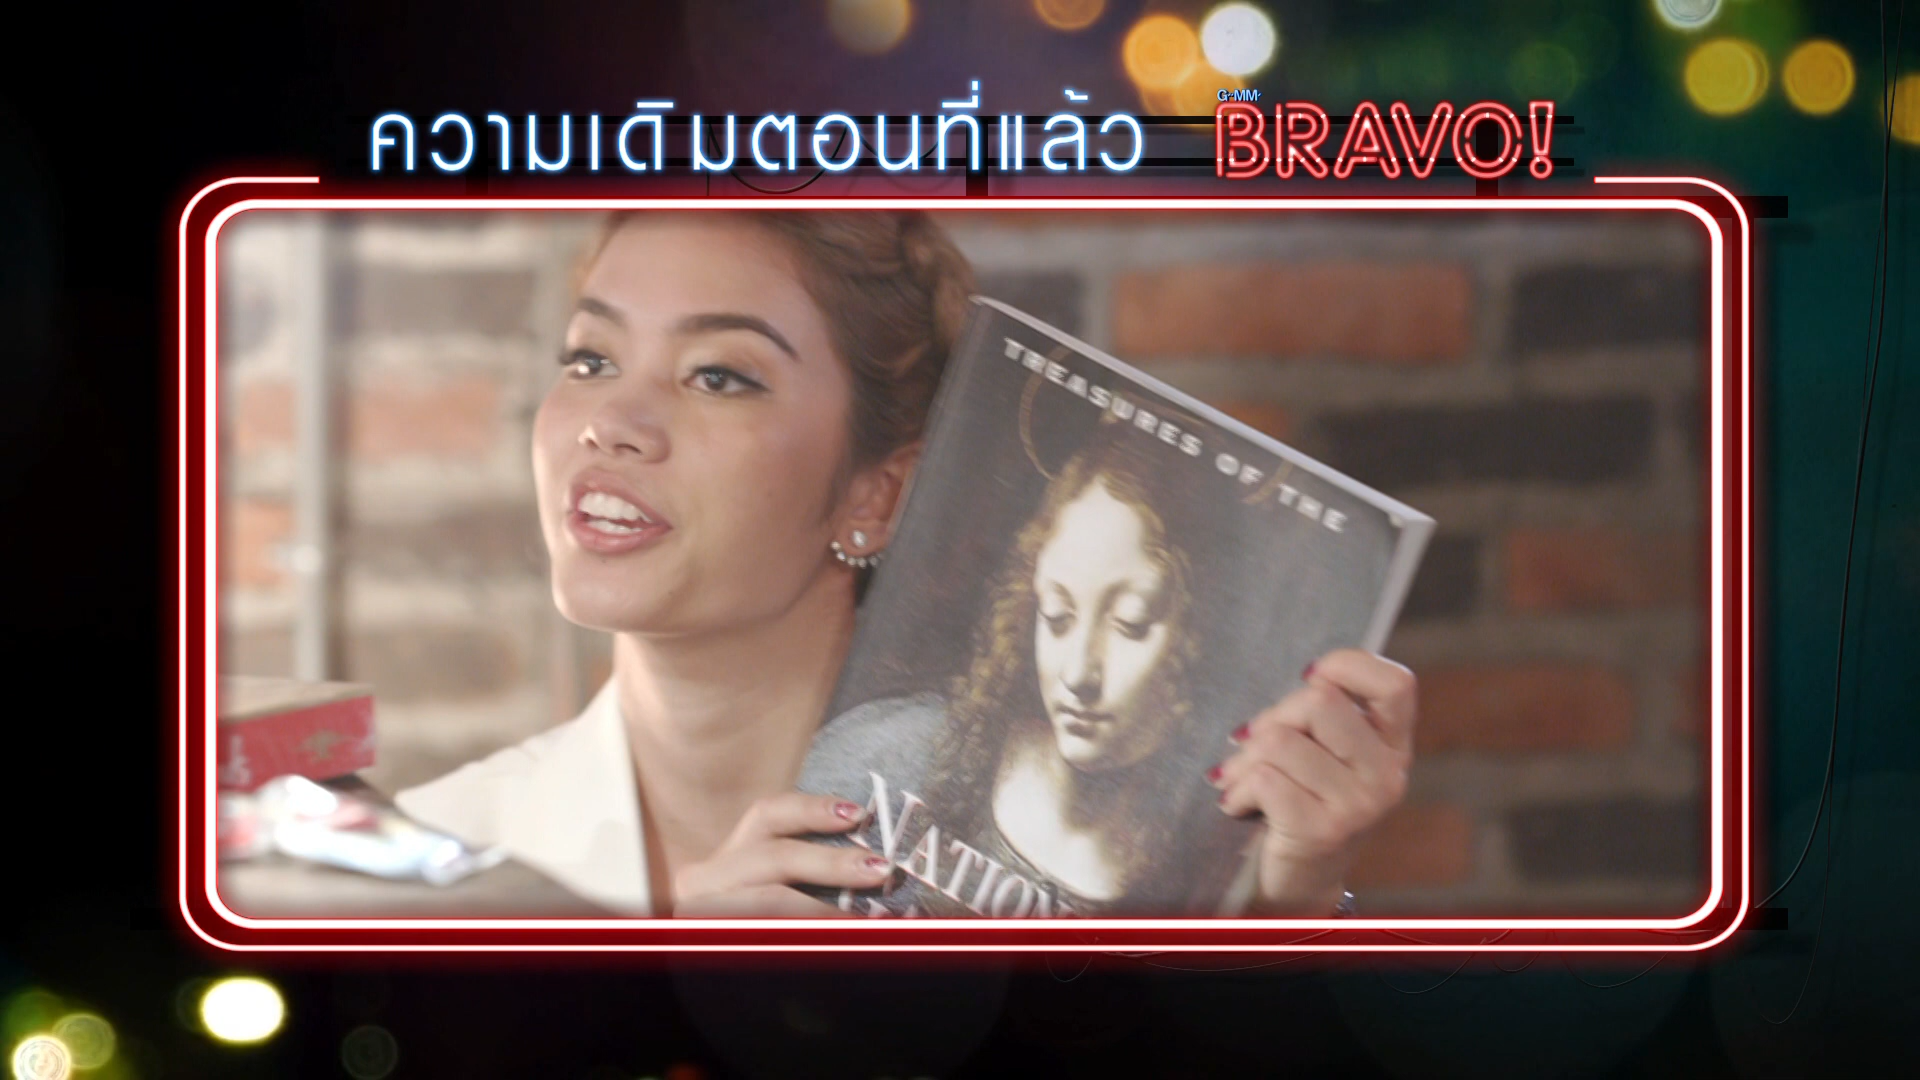 ความเดิมตอนที่แล้ว
GMM
BRAVO!
TREASURES OF THE
NATION